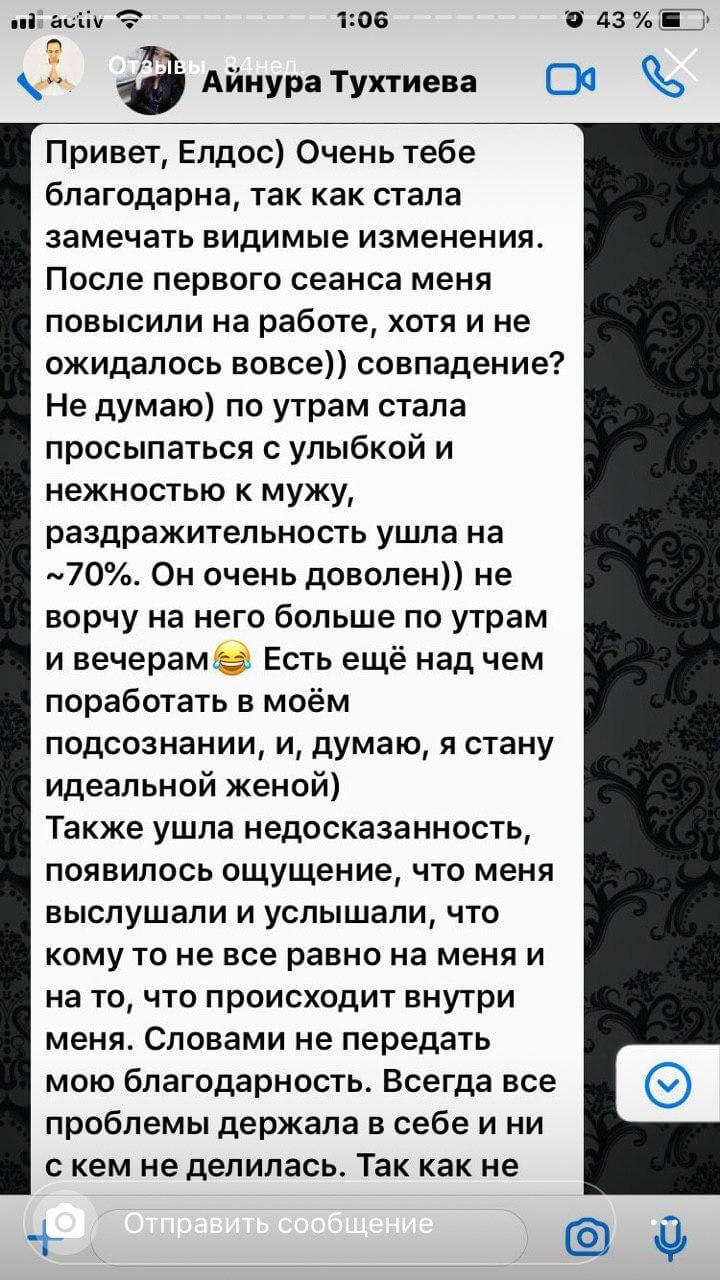 activ 1:06 43 %
Отзывы 84нед.
Айнура Тухтиева
Привет, Елдос) Очень тебе
благодарна, так как стала
замечать видимые изменения.
После первого сеанса меня
повысили на работе, хотя и не
ожидалось вовсе)) совпадение?
Не думаю) по утрам стала
просыпаться с улыбкой и
нежностью к мужу,
раздражительность ушла на
~70%. Он очень доволен)) не
ворчу на него больше по утрам
и вечерам😂 Есть ещё над чем
поработать в моём
подсознании, и, думаю, я стану
идеальной женой)
Также ушла недосказанность,
появилось ощущение, что меня
выслушали и услышали, что
кому то не все равно на меня и
на то, что происходит внутри
меня. Словами не передать
мою благодарность. Всегда все
проблемы держала в себе и ни
с кем не делилась. Так как не
Отправить сообщение